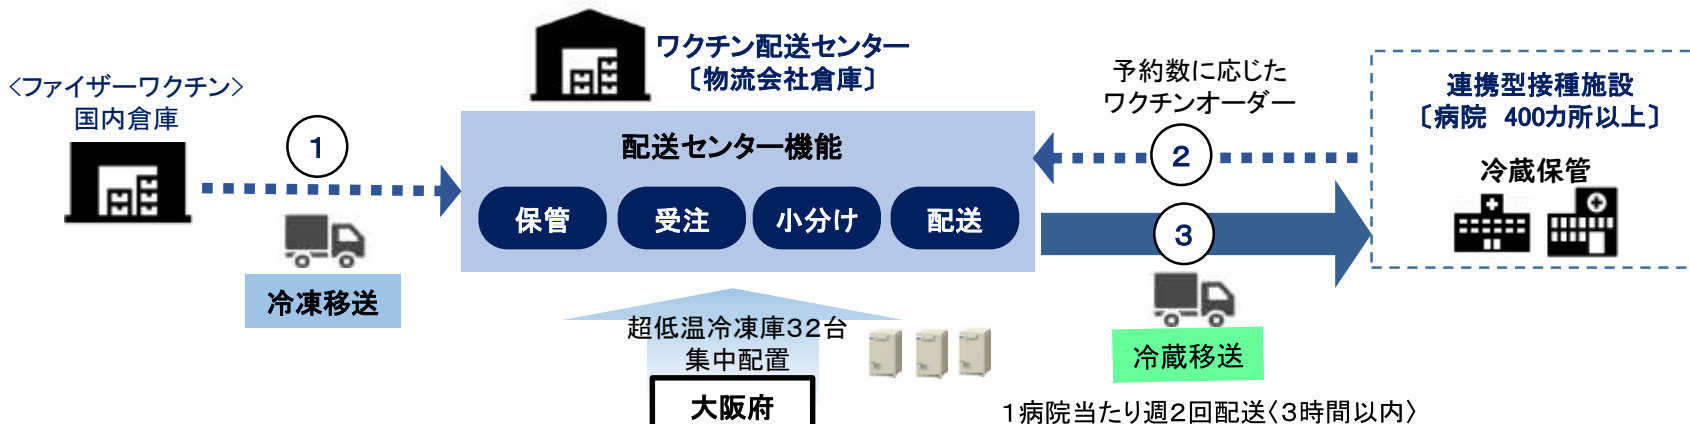 〈ファイザーワクチン〉
国内倉庫
1
冷凍移送
ワクチン配送センター
〔物流会社倉庫〕
配送センター機能
保管
受注
小分け
配送
超低温冷凍庫32台
集中配置
大阪府
予約数に応じた
ワクチンオーダー
2
3
冷蔵移送
1病院当たり週2回配送〈3時間以内〉
連携型接種施設
〔病院 400カ所以上〕
冷蔵保管